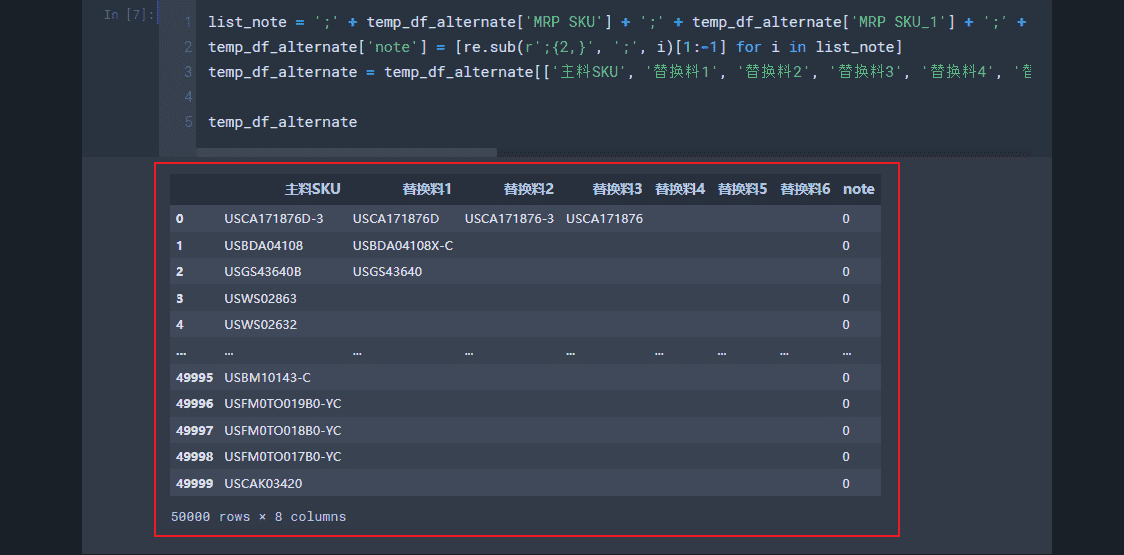 In [7]:
1 list_note = ';' + temp_df_alternate['MRP SKU'] + ';' + temp_df_alternate['MRP SKU_1'] + ';' +
2 temp_df_alternate['note'] = [re.sub(r';{2,}', ';', i)[1:-1] for i in list_note]
3 temp_df_alternate = temp_df_alternate[['主料SKU', '替换料1', '替换料2', '替换料3', '替换料4', '替
4
5 temp_df_alternate
主料SKU 替换料1 替换料2 替换料3 替换料4 替换料5 替换料6 note
0 USCA171876D-3 USCA171876D USCA171876-3 USCA171876 0
1 USBDA04108 USBDA04108X-C 0
2 USGS43640B USGS43640 0
3 USWS02863 0
4 USWS02632 0
... ... ... ... ... ... ... ... ...
49995 USBM10143-C 0
49996 USFM0TO019B0-YC 0
49997 USFM0TO018B0-YC 0
49998 USFM0TO017B0-YC 0
49999 USCAK03420 0
50000 rows × 8 columns